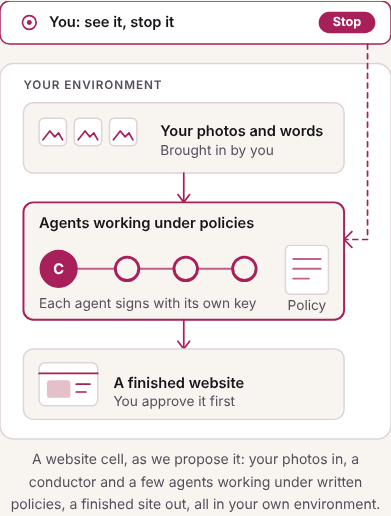 You: see it, stop it
Stop
YOUR ENVIRONMENT
Your photos and words
Brought in by you
Agents working under policies
C
Each agent signs with its own key
Policy
A finished website
You approve it first
A website cell, as we propose it: your photos in, a
conductor and a few agents working under written
policies, a finished site out, all in your own environment.